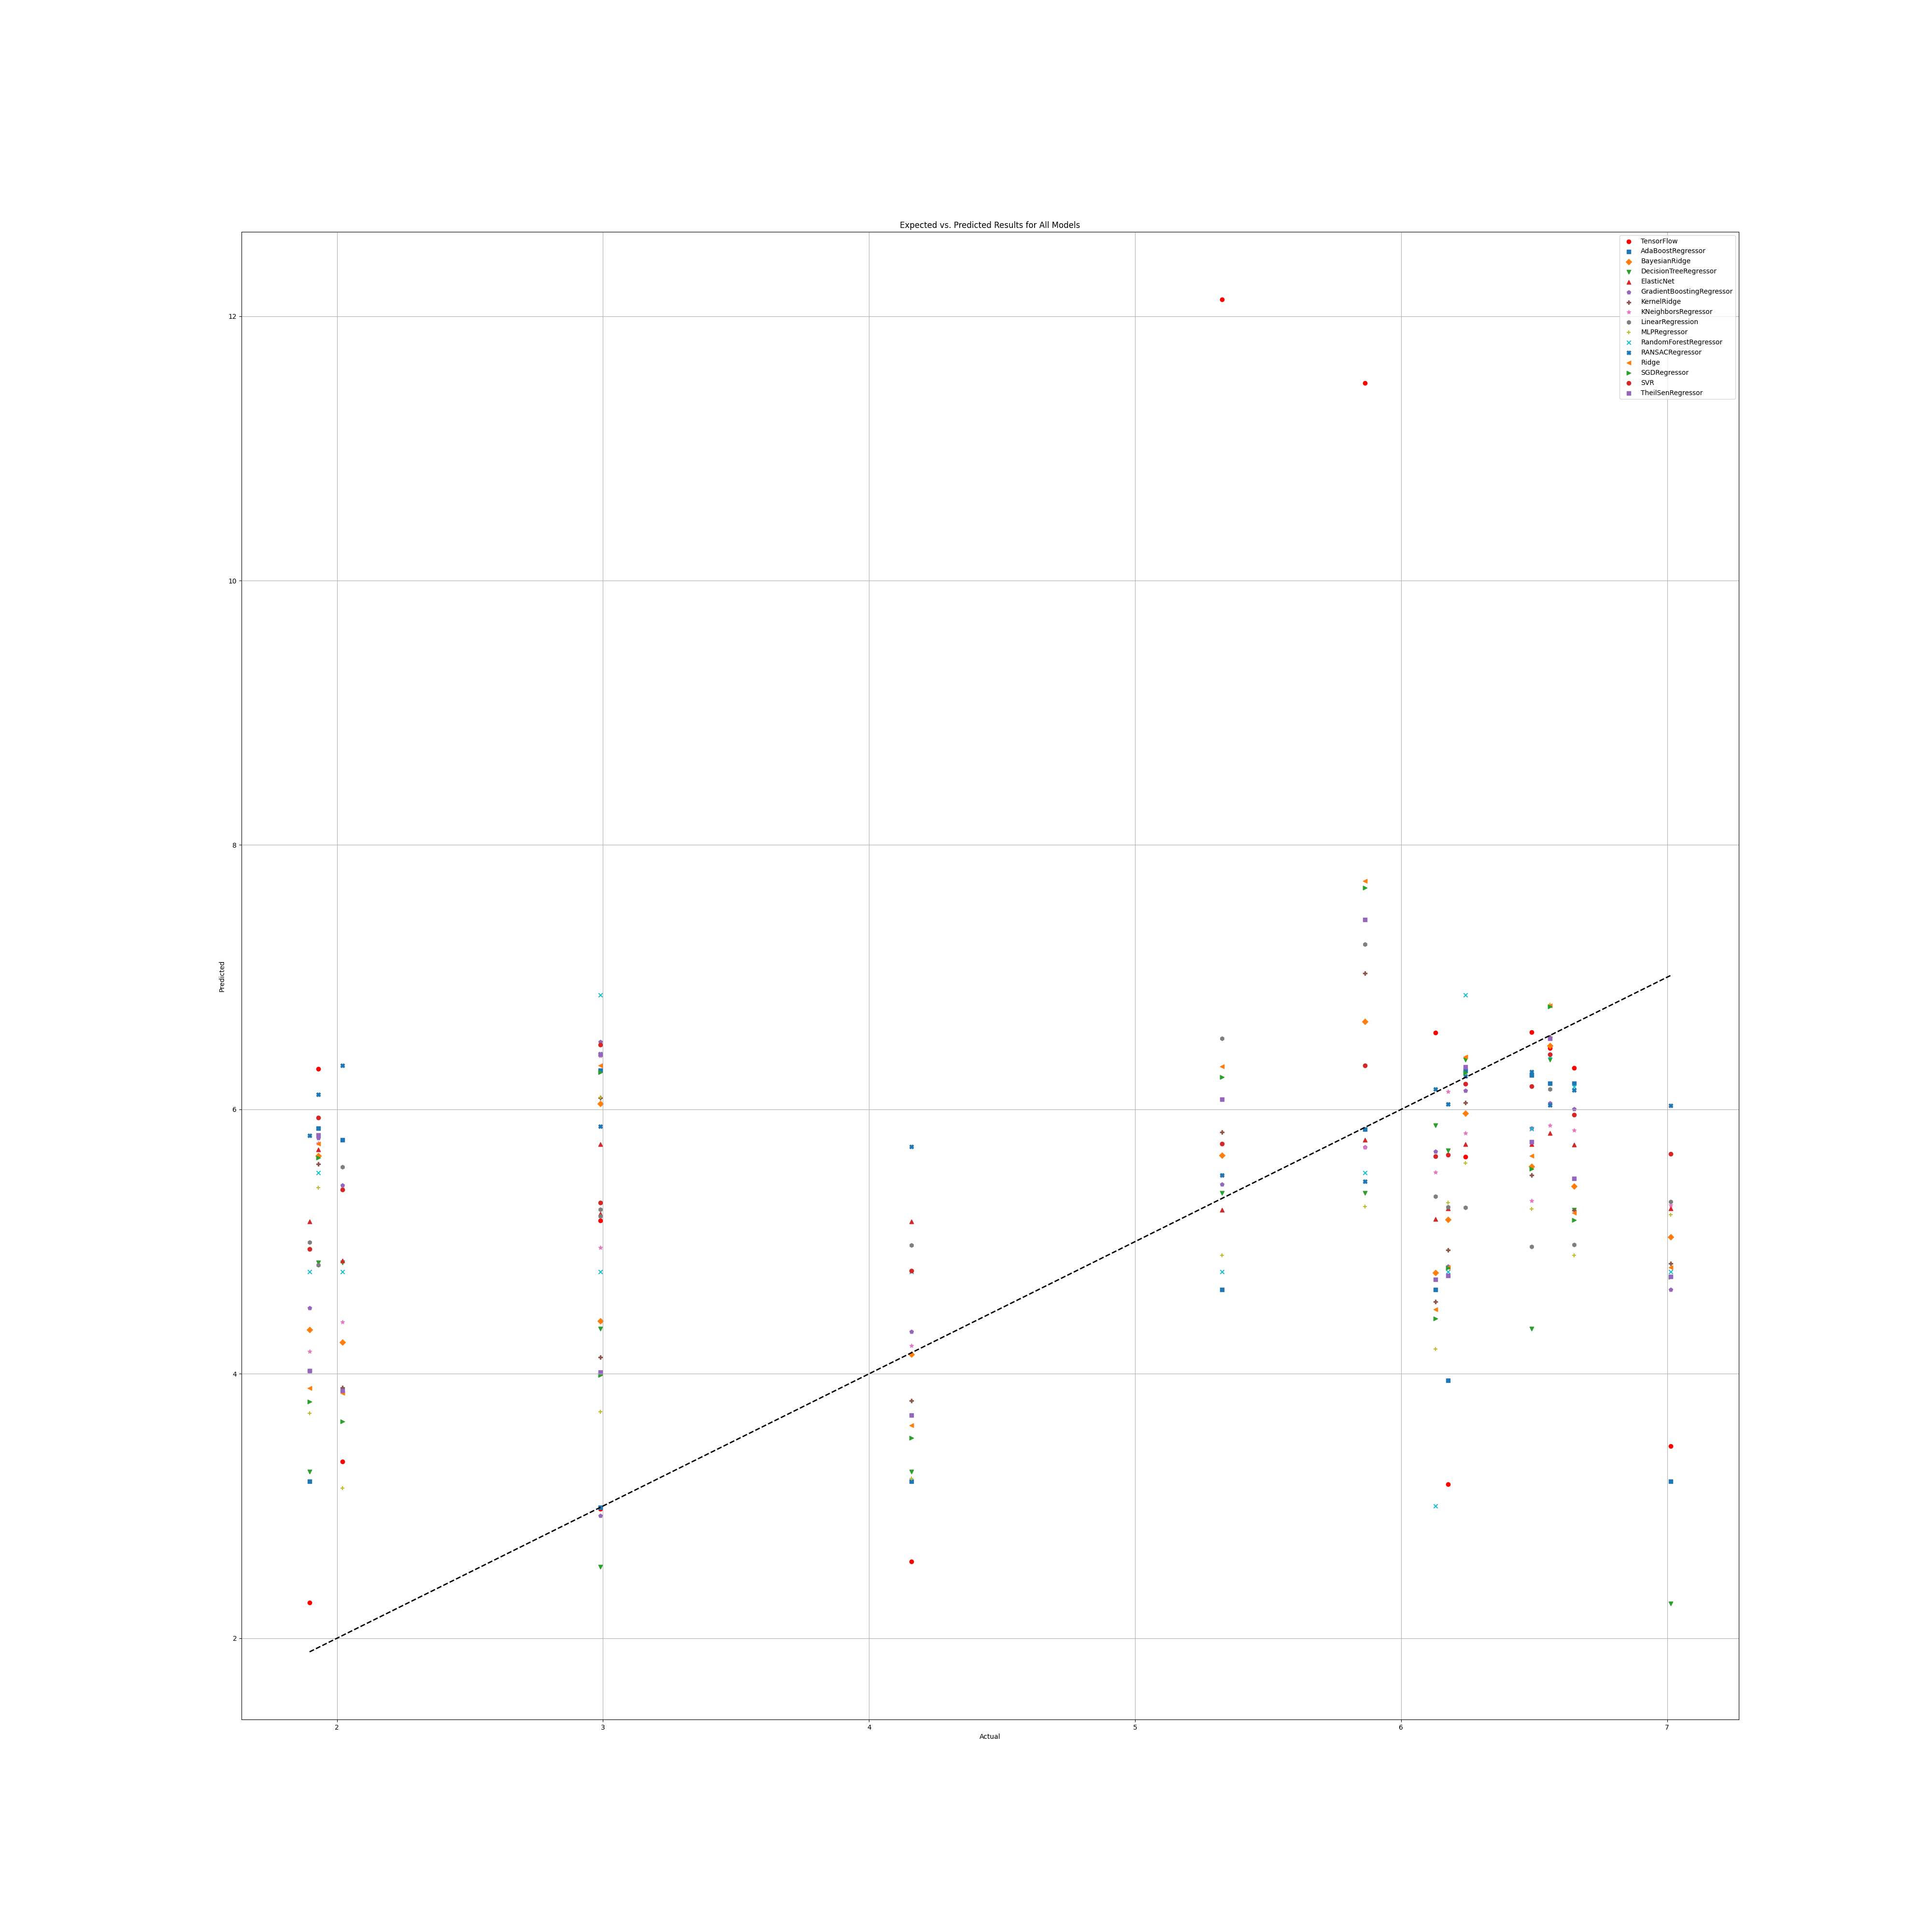 Expected vs. Predicted Results for All Models
TensorFlow
AdaBoostRegressor
BayesianRidge
DecisionTreeRegressor
ElasticNet
GradientBoostingRegressor
KernelRidge
KNeighborsRegressor
LinearRegression
MLPRegressor
RandomForestRegressor
RANSACRegressor
Ridge
SGDRegressor
SVR
TheilSenRegressor
12
10
8
6
4
2
Predicted
2 3 4 5 6 7
Actual